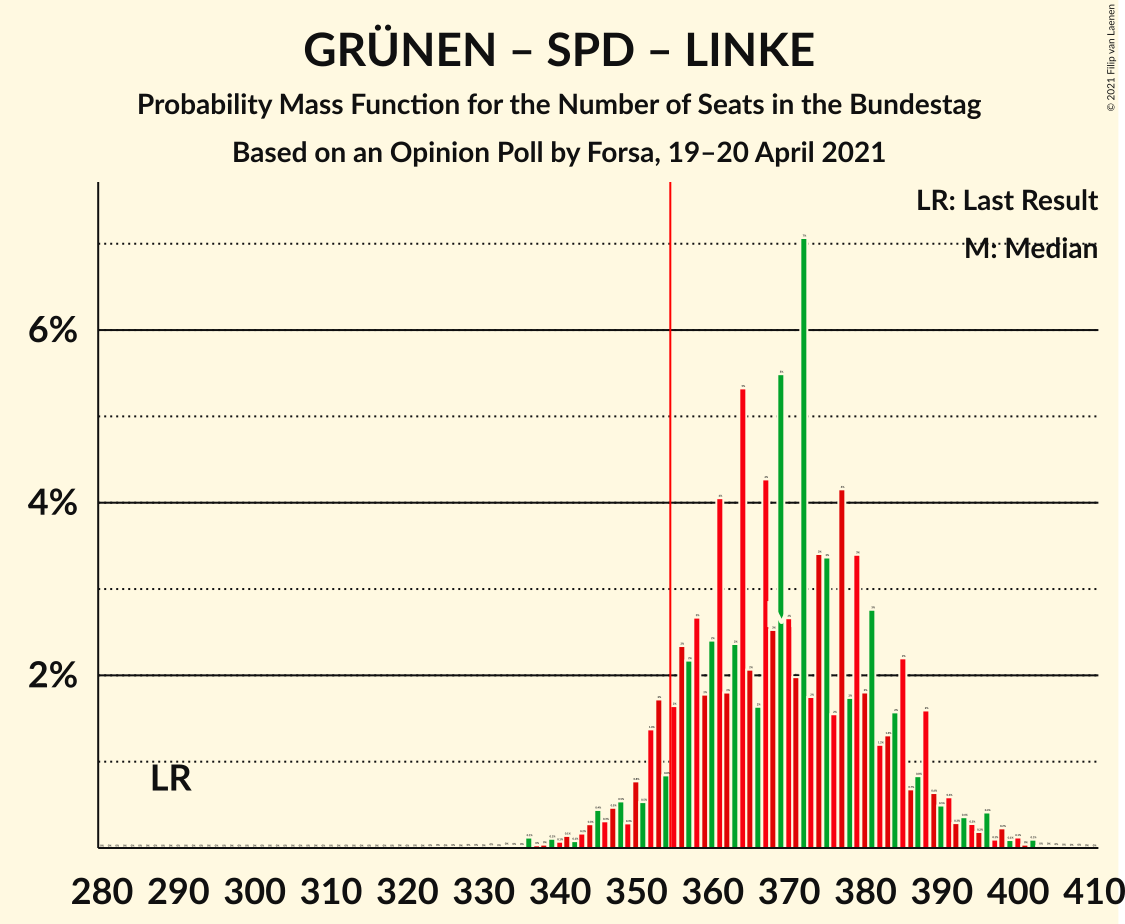 GRÜNEN – SPD – LINKE
Probability Mass Function for the Number of Seats in the Bundestag
Based on an Opinion Poll by Forsa, 19–20 April 2021
© 2021 Filip van Laenen
LR: Last Result
M: Median
6%
4%
2%
LR
280 290 300 310 320 330 340 350 360 370 380 390 400 410